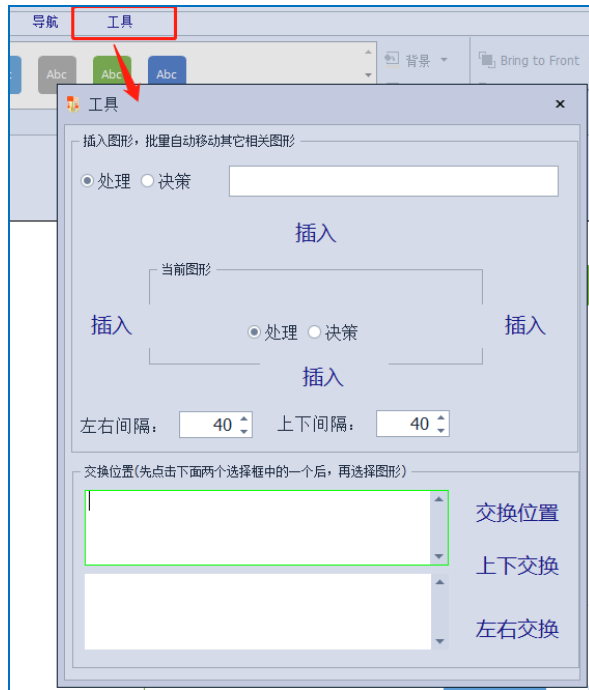 导航 工具
Abc Abc Abc 背景 Bring to Front
工具
插入图形，批量自动移动其它相关图形
处理 决策
插入
当前图形
插入 处理 决策 插入
插入
左右间隔： 40 上下间隔： 40
交换位置(先点击下面两个选择框中的一个后，再选择图形)
交换位置
上下交换
左右交换